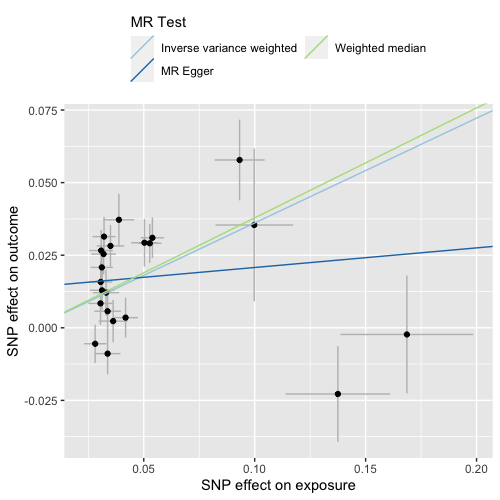 MR Test
Inverse variance weighted
Weighted median
MR Egger
0.075
0.050
0.025
0.000
-0.025
SNP effect on outcome
0.05
0.10
0.15
0.20
SNP effect on exposure